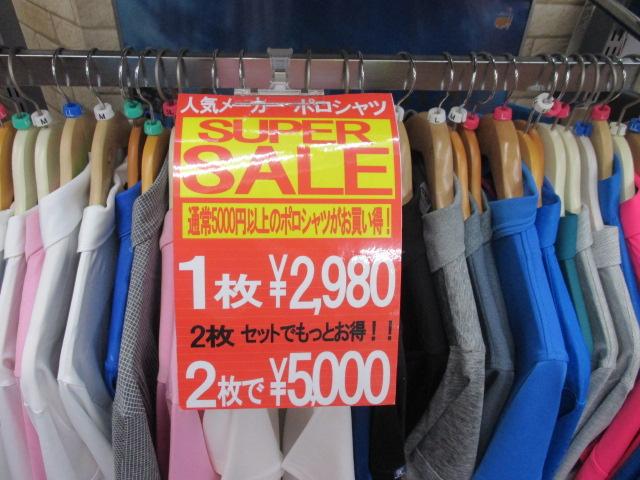 人気メーカーポロシャツ
SUPER
SALE
通常5000円以上のポロシャツがお買い得!
1枚 ¥2,980
2枚 セットでもっとお得!!
2枚で ¥5,000
M
M